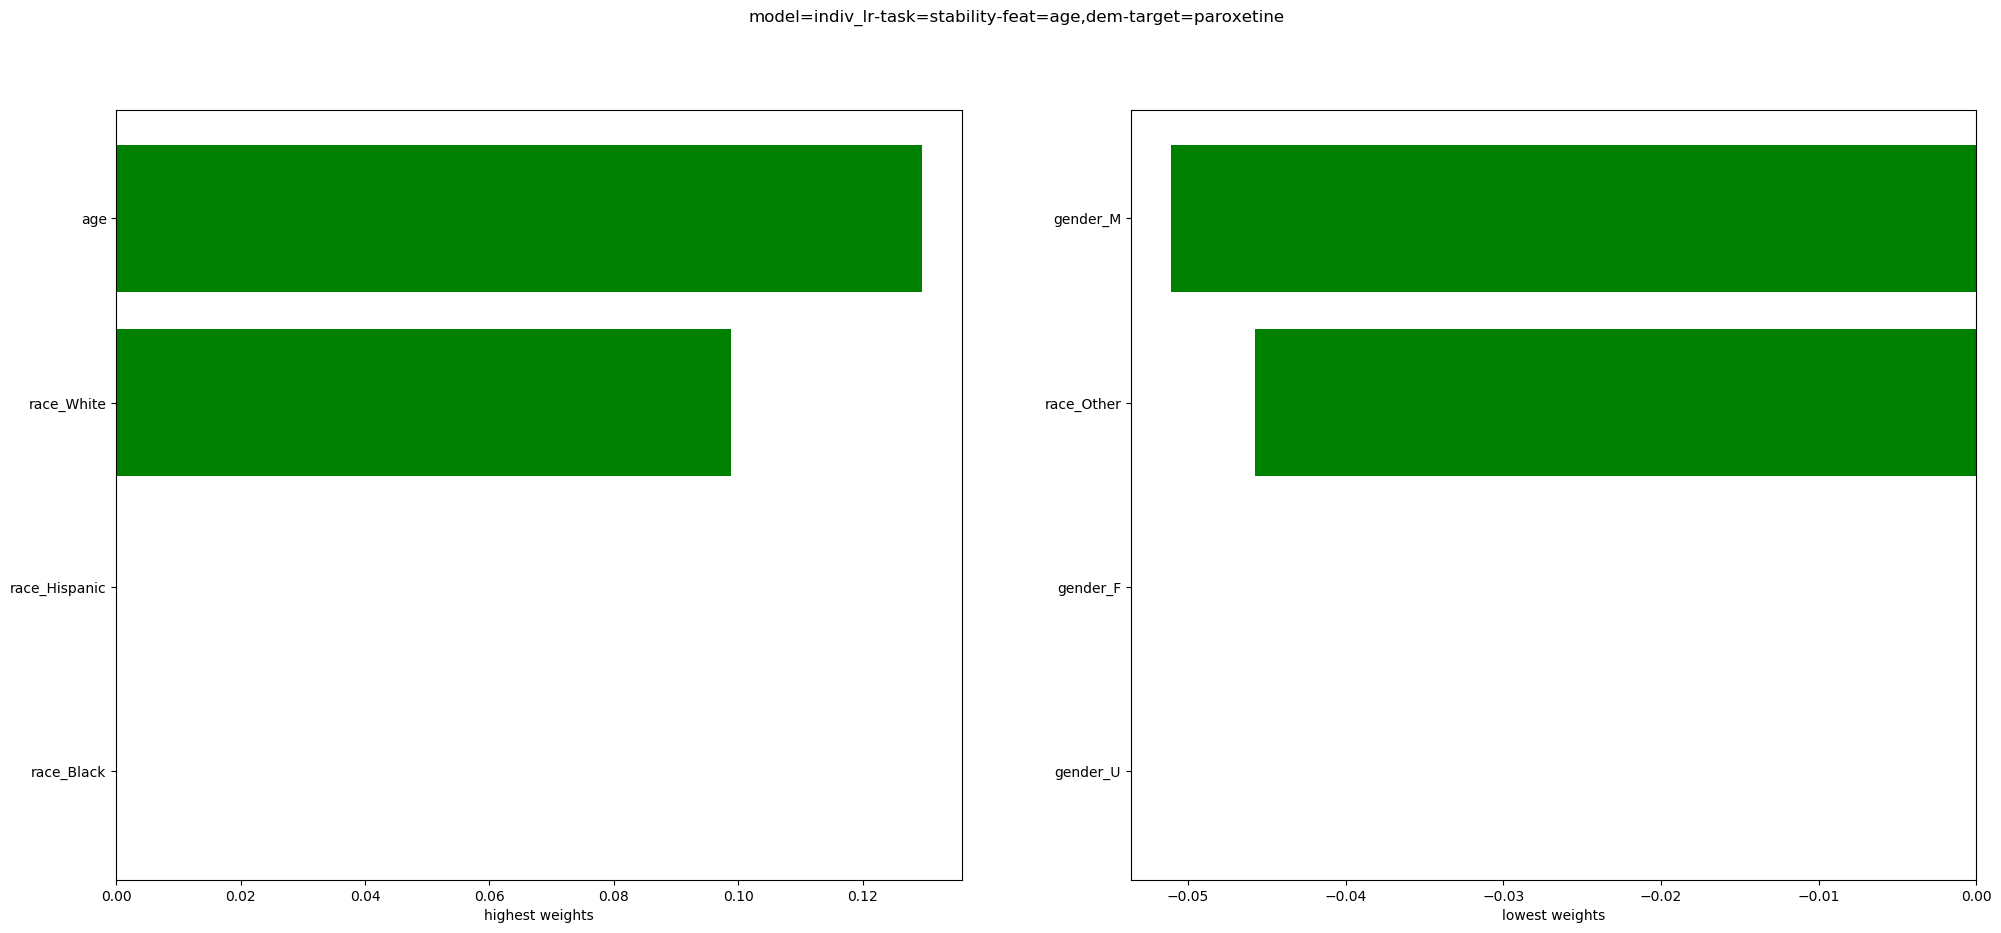 model=indiv_lr-task=stability-feat=age,dem-target=paroxetine
age
race_White
race_Hispanic
race_Black
0.00 0.02 0.04 0.06 0.08 0.10 0.12
highest weights
gender_M
race_Other
gender_F
gender_U
−0.05 −0.04 −0.03 −0.02 −0.01 0.00
lowest weights